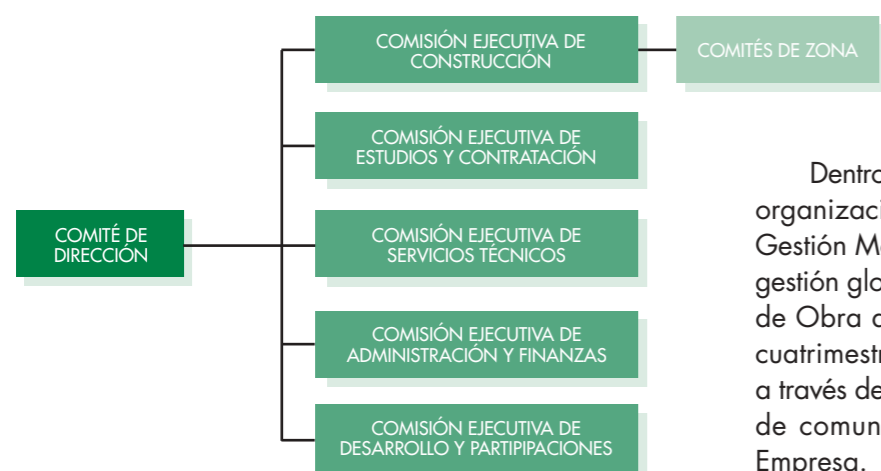 COMISIÓN EJECUTIVA DE
CONSTRUCCIÓN
COMITÉS DE ZONA
COMISIÓN EJECUTIVA DE
ESTUDIOS Y CONTRATACIÓN
COMITÉ DE
DIRECCIÓN
COMISIÓN EJECUTIVA DE
SERVICIOS TÉCNICOS
COMISIÓN EJECUTIVA DE
ADMINISTRACIÓN Y FINANZAS
COMISIÓN EJECUTIVA DE
DESARROLLO Y PARTIPIPACIONES
Dentro
organizaci
Gestión M
gestión glo
de Obra
cuatrimestr
a través de
de comun
Empresa.